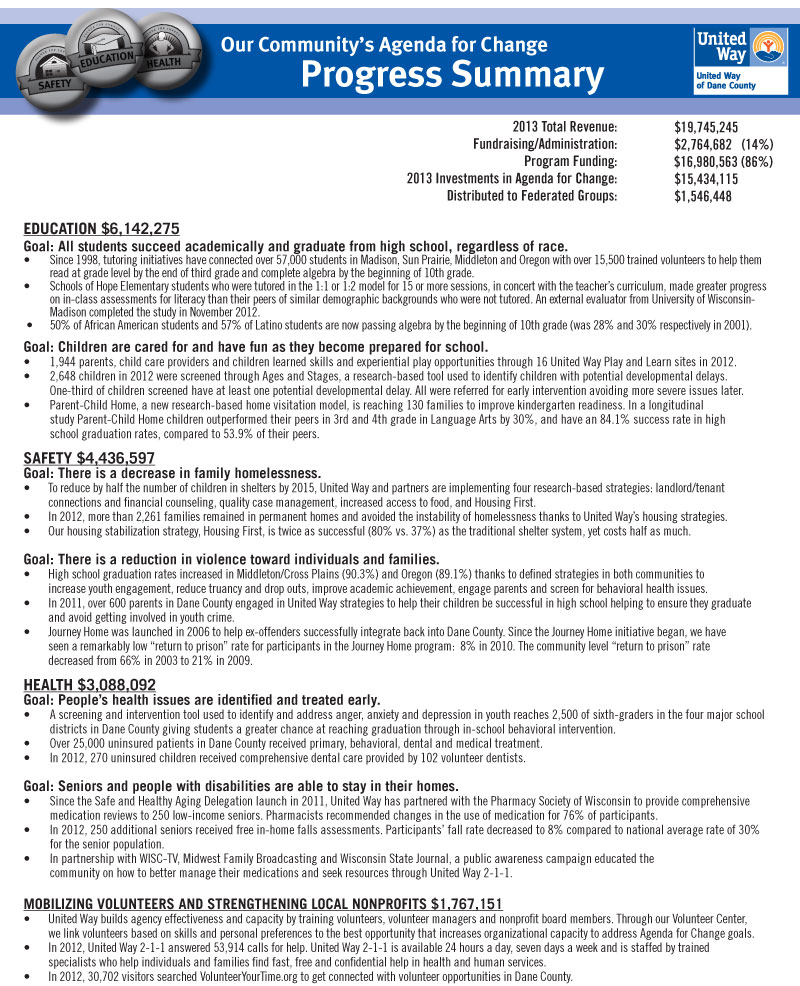 SAFETY
EDUCATION
HEALTH
Our Community's Agenda for Change
Progress Summary
United
Way
United Way
of Dane County
2013 Total Revenue: $19,745,245
Fundraising/Administration: $2,764,682 (14%)
Program Funding: $16,980,563 (86%)
2013 Investments in Agenda for Change: $15,434,115
Distributed to Federated Groups: $1,546,448
EDUCATION $6,142,275
Goal: All students succeed academically and graduate from high school, regardless of race.
• Since 1998, tutoring initiatives have connected over 57,000 students in Madison, Sun Prairie, Middleton and Oregon with over 15,500 trained volunteers to help them
read at grade level by the end of third grade and complete algebra by the beginning of 10th grade.
• Schools of Hope Elementary students who were tutored in the 1:1 or 1:2 model for 15 or more sessions, in concert with the teacher's curriculum, made greater progress
on in-class assessments for literacy than their peers of similar demographic backgrounds who were not tutored. An external evaluator from University of Wisconsin-
Madison completed the study in November 2012.
• 50% of African American students and 57% of Latino students are now passing algebra by the beginning of 10th grade (was 28% and 30% respectively in 2001).
Goal: Children are cared for and have fun as they become prepared for school.
• 1,944 parents, child care providers and children learned skills and experiential play opportunities through 16 United Way Play and Learn sites in 2012.
• 2,648 children in 2012 were screened through Ages and Stages, a research-based tool used to identify children with potential developmental delays.
One-third of children screened have at least one potential developmental delay. All were referred for early intervention avoiding more severe issues later.
• Parent-Child Home, a new research-based home visitation model, is reaching 130 families to improve kindergarten readiness. In a longitudinal
study Parent-Child Home children outperformed their peers in 3rd and 4th grade in Language Arts by 30%, and have an 84.1% success rate in high
school graduation rates, compared to 53.9% of their peers.
SAFETY $4,436,597
Goal: There is a decrease in family homelessness.
• To reduce by half the number of children in shelters by 2015, United Way and partners are implementing four research-based strategies: landlord/tenant
connections and financial counseling, quality case management, increased access to food, and Housing First.
• In 2012, more than 2,261 families remained in permanent homes and avoided the instability of homelessness thanks to United Way's housing strategies.
• Our housing stabilization strategy, Housing First, is twice as successful (80% vs. 37%) as the traditional shelter system, yet costs half as much.
Goal: There is a reduction in violence toward individuals and families.
• High school graduation rates increased in Middleton/Cross Plains (90.3%) and Oregon (89.1%) thanks to defined strategies in both communities to
increase youth engagement, reduce truancy and drop outs, improve academic achievement, engage parents and screen for behavioral health issues.
• In 2011, over 600 parents in Dane County engaged in United Way strategies to help their children be successful in high school helping to ensure they graduate
and avoid getting involved in youth crime.
• Journey Home was launched in 2006 to help ex-offenders successfully integrate back into Dane County. Since the Journey Home initiative began, we have
seen a remarkably low "return to prison" rate for participants in the Journey Home program: 8% in 2010. The community level "return to prison" rate
decreased from 66% in 2003 to 21% in 2009.
HEALTH $3,088,092
Goal: People's health issues are identified and treated early.
• A screening and intervention tool used to identify and address anger, anxiety and depression in youth reaches 2,500 of sixth-graders in the four major school
districts in Dane County giving students a greater chance at reaching graduation through in-school behavioral intervention.
• Over 25,000 uninsured patients in Dane County received primary, behavioral, dental and medical treatment.
• In 2012, 270 uninsured children received comprehensive dental care provided by 102 volunteer dentists.
Goal: Seniors and people with disabilities are able to stay in their homes.
• Since the Safe and Healthy Aging Delegation launch in 2011, United Way has partnered with the Pharmacy Society of Wisconsin to provide comprehensive
medication reviews to 250 low-income seniors. Pharmacists recommended changes in the use of medication for 76% of participants.
• In 2012, 250 additional seniors received free in-home falls assessments. Participants' fall rate decreased to 8% compared to national average rate of 30%
for the senior population.
• In partnership with WISC-TV, Midwest Family Broadcasting and Wisconsin State Journal, a public awareness campaign educated the
community on how to better manage their medications and seek resources through United Way 2-1-1.
MOBILIZING VOLUNTEERS AND STRENGTHENING LOCAL NONPROFITS $1,767,151
• United Way builds agency effectiveness and capacity by training volunteers, volunteer managers and nonprofit board members. Through our Volunteer Center,
we link volunteers based on skills and personal preferences to the best opportunity that increases organizational capacity to address Agenda for Change goals.
• In 2012, United Way 2-1-1 answered 53,914 calls for help. United Way 2-1-1 is available 24 hours a day, seven days a week and is staffed by trained
specialists who help individuals and families find fast, free and confidential help in health and human services.
• In 2012, 30,702 visitors searched VolunteerYourTime.org to get connected with volunteer opportunities in Dane County.